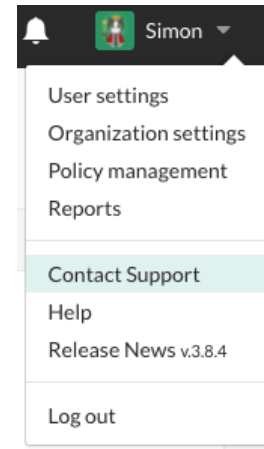 Simon
User settings
Organization settings
Policy management
Reports
Contact Support
Help
Release News v.3.8.4
Log out